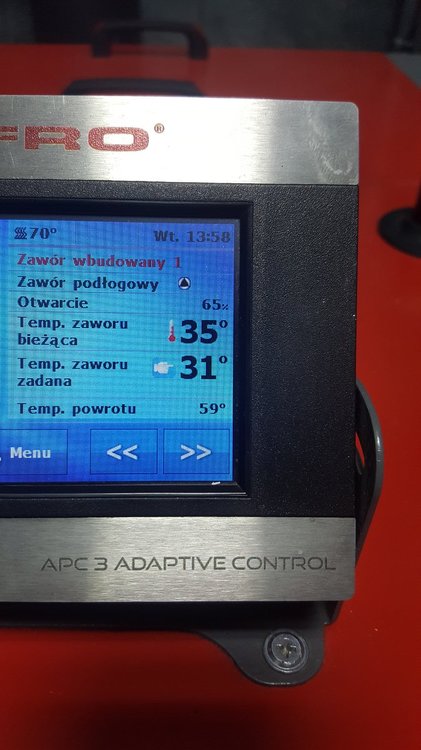 FRO®
70° Wt. 13:58
Zawór wbudowany 1
Zawór podłogowy
Otwarcie 65%
Temp. zaworu
bieżąca 35°
Temp. zaworu
zadana 31°
Temp. powrotu 59°
Menu << >>
APC 3 ADAPTIVE CONTROL